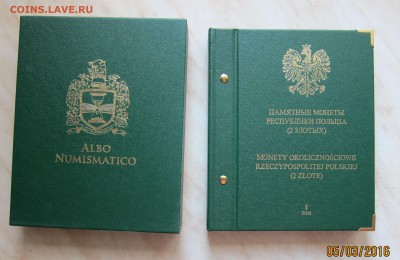 COINS.LAVE.RU
ALBO
NUMISMATICO
ПАМЯТНЫЕ МОНЕТЫ
РЕСПУБЛИКИ ПОЛЬША
(2 ЗЛОТЫХ)
MONETY OKOLICZNOŚCIOWE
RZECZYPOSPOLITEJ POLSKIEJ
(2 ZŁOTE)
I
ТОМ
05/03/2016